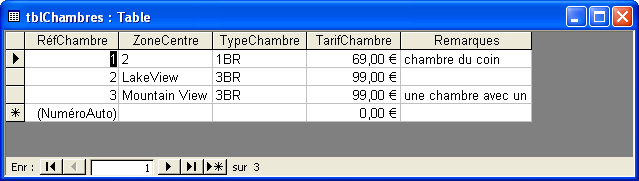 tblChambres : Table
RéfChambre ZoneCentre TypeChambre TarifChambre Remarques
1 2 1BR 69,00 € chambre du coin
2 LakeView 3BR 99,00 €
3 Mountain View 3BR 99,00 € une chambre avec un
(NuméroAuto) 0,00 €
Enr : 1 sur 3